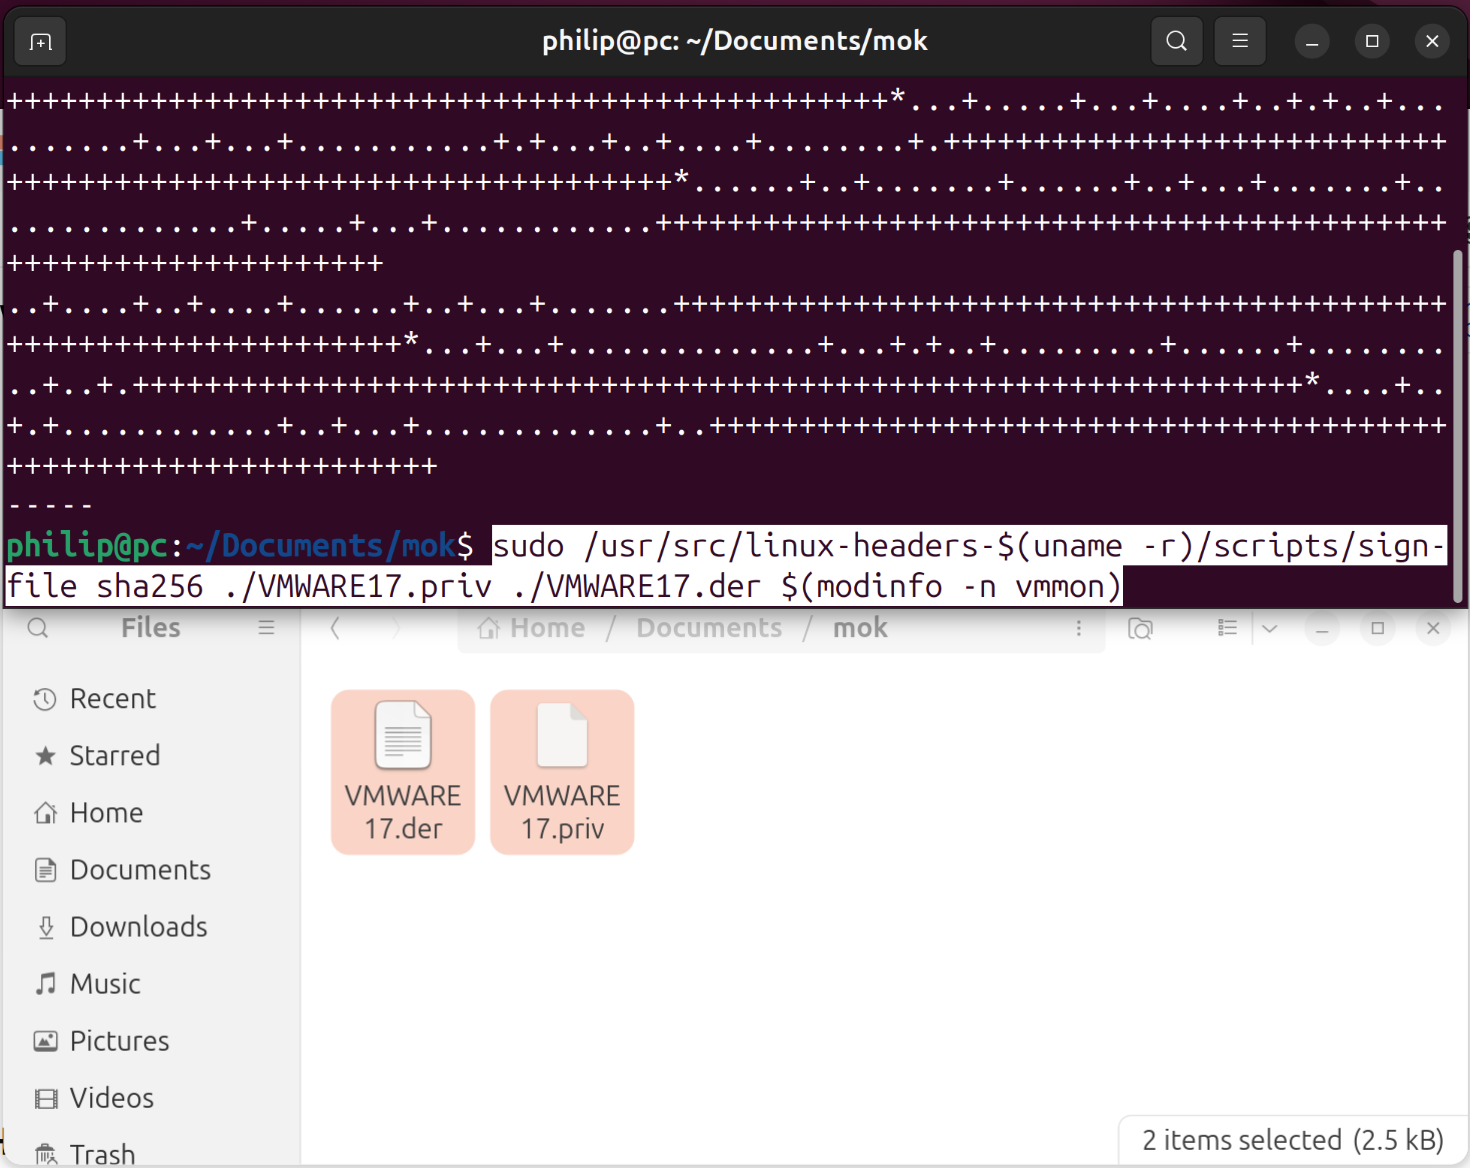 philip@pc: ~/Documents/mok
+++++++++++++++++++++++++++++++++++++++++++++++++*...+.....+...+....+..+.+..+...
.......+...+...+...........+.+...+..+....+........+.++++++++++++++++++++++++++++
+++++++++++++++++++++++++++++++++++++*......+..+.......+......+..+...+.......+..
.............+.....+...+............++++++++++++++++++++++++++++++++++++++++++++
+++++++++++++++++++++
..+....+..+....+......+..+...+.......+++++++++++++++++++++++++++++++++++++++++++
++++++++++++++++++++++*...+...+..............+...+.+..+.........+......+........
..+..+.+++++++++++++++++++++++++++++++++++++++++++++++++++++++++++++++++*....+..
+.+............+..+...+.............+..+++++++++++++++++++++++++++++++++++++++++
++++++++++++++++++++++++
-----
philip@pc:~/Documents/mok$ sudo /usr/src/linux-headers-$(uname -r)/scripts/sign-
file sha256 ./VMWARE17.priv ./VMWARE17.der $(modinfo -n vmmon)
Files
Home / Documents / mok
Recent
Starred
Home
Documents
Downloads
Music
Pictures
Videos
Trash
VMWARE
17.der
VMWARE
17.priv
2 items selected (2.5 kB)